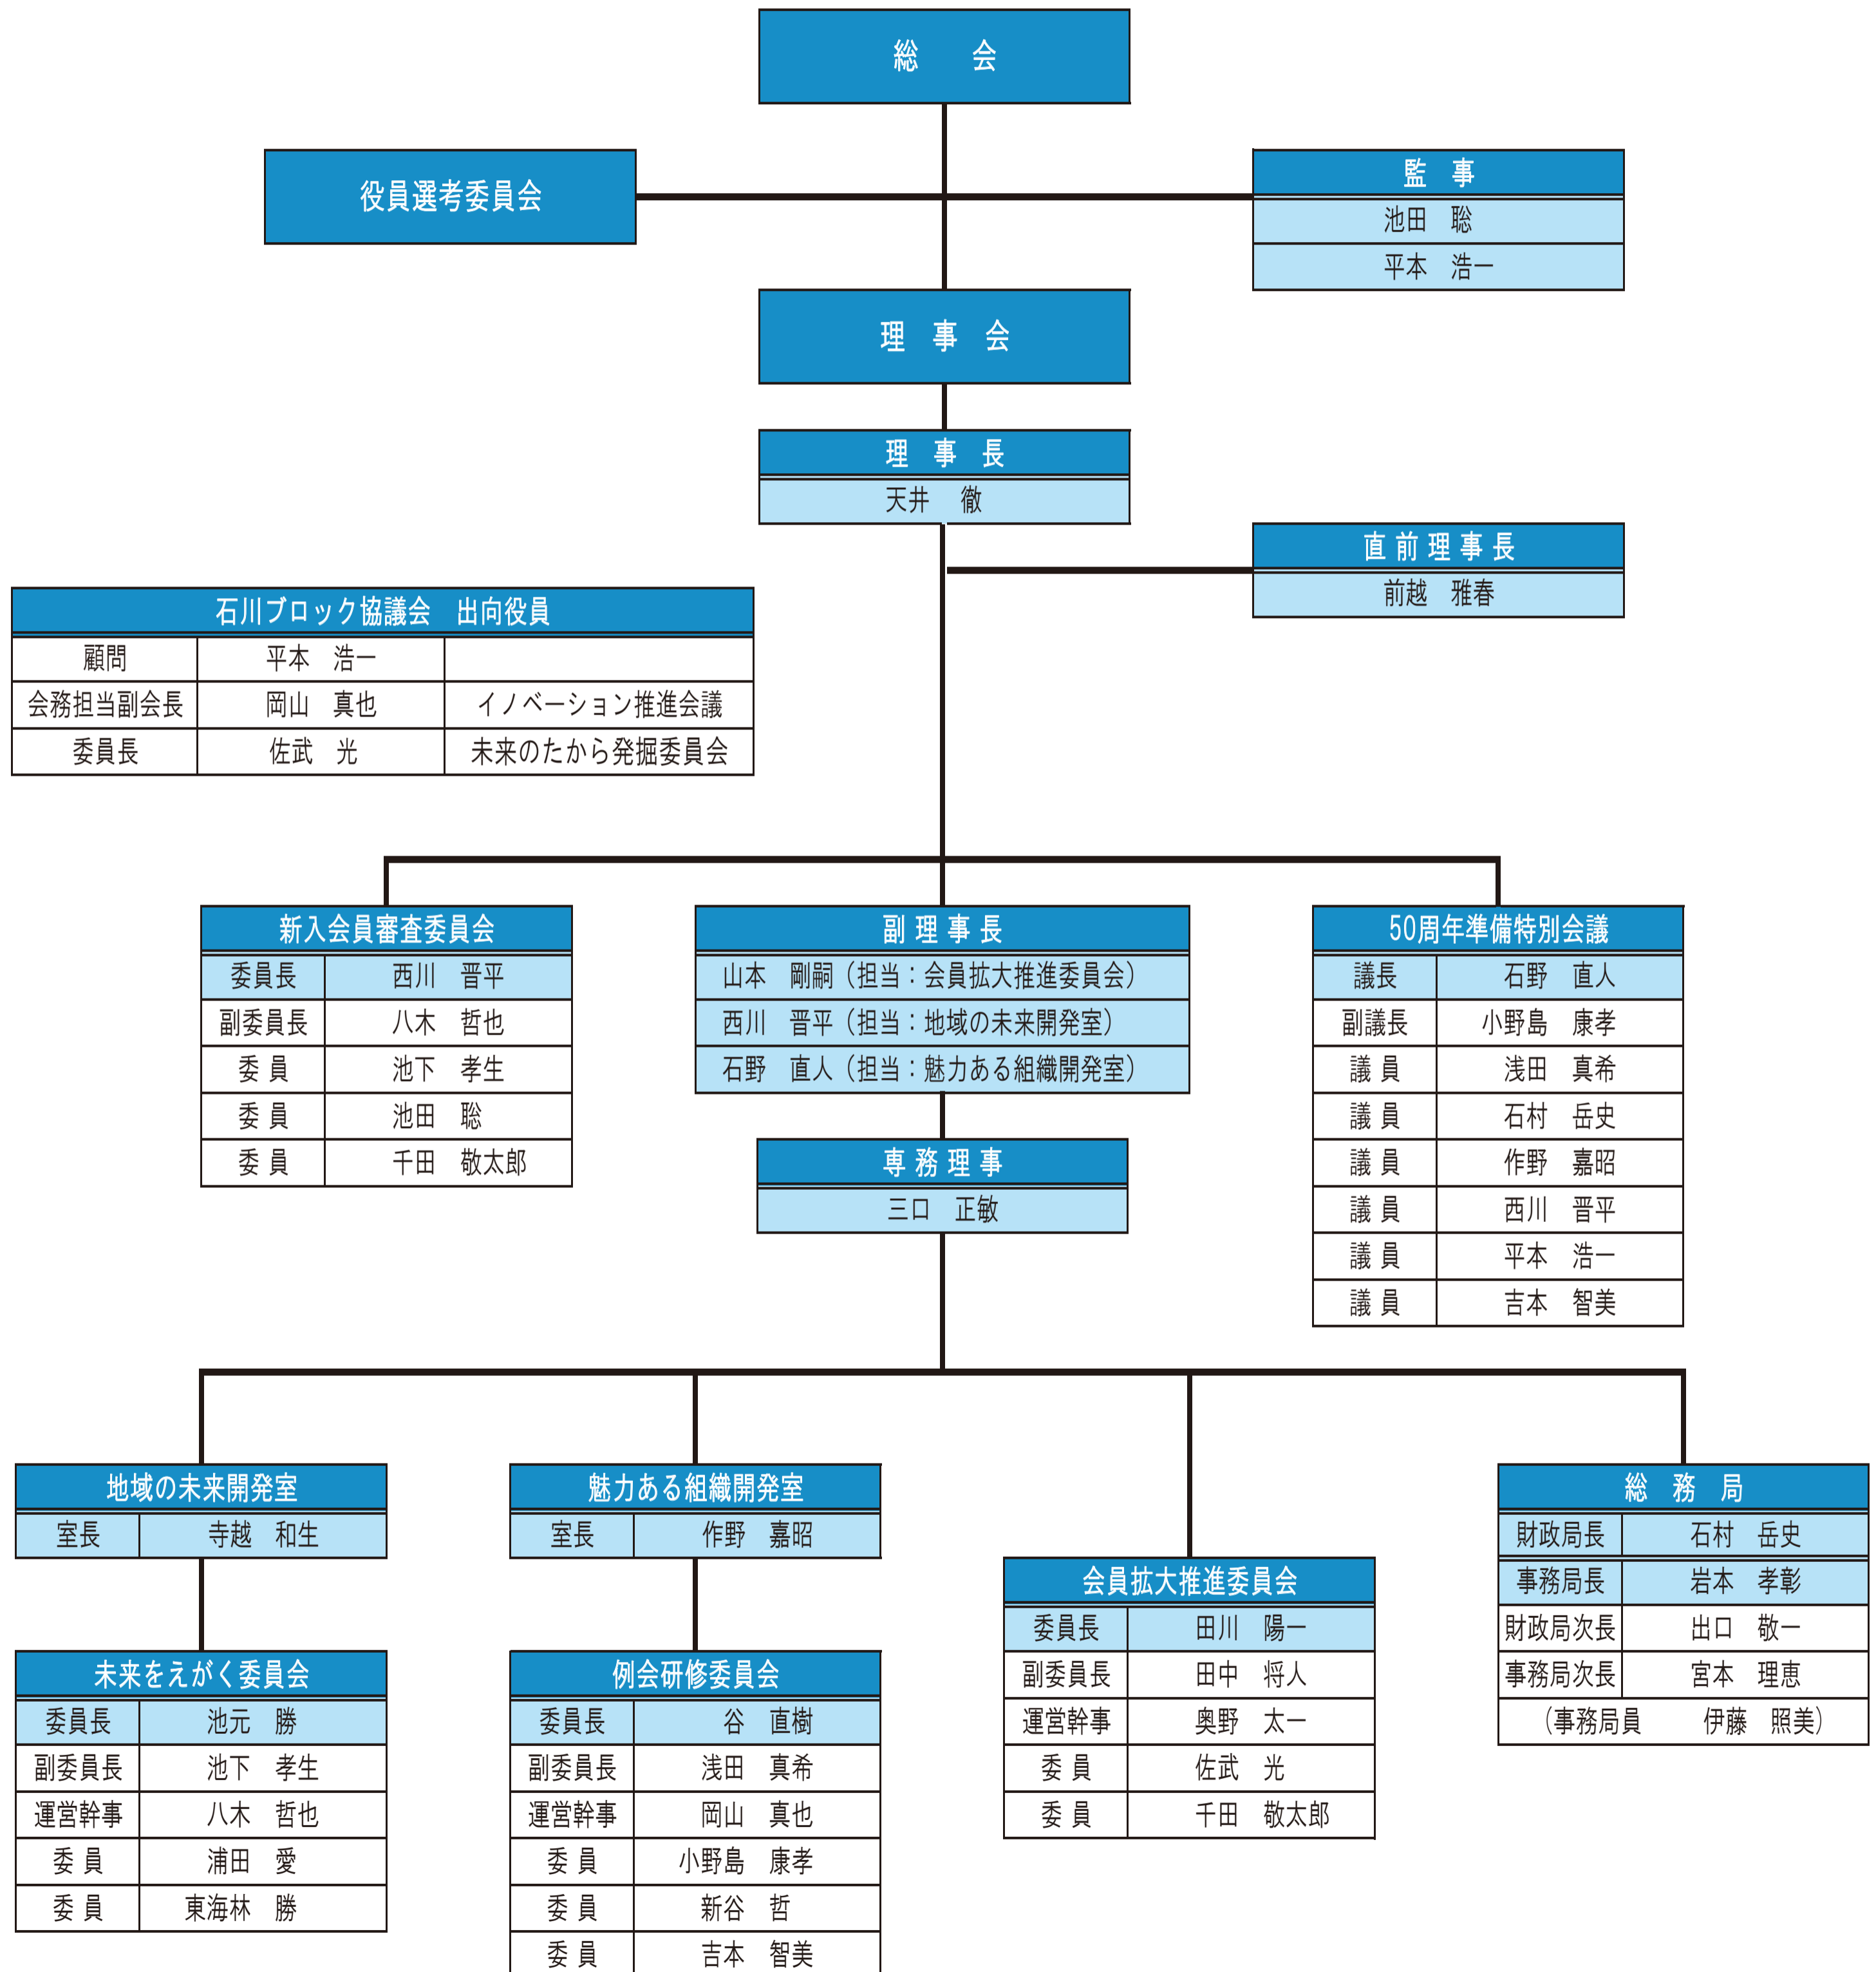 総　会
役員選考委員会
監　事
池田　聡
平本　浩一
理　事　会
理　事　長
天井　徹
直前理事長
前越　雅春
石川ブロック協議会　出向役員
顧問　平本　浩一
会務担当副会長　岡山　真也　イノベーション推進会議
委員長　佐武　光　未来のたから発掘委員会
新入会員審査委員会
委員長　西川　晋平
副委員長　八木　哲也
委 員　池下　孝生
委 員　池田　聡
委 員　千田　敬太郎
副 理 事 長
山本　剛嗣（担当：会員拡大推進委員会）
西川　晋平（担当：地域の未来開発室）
石野　直人（担当：魅力ある組織開発室）
50周年準備特別会議
議長　石野　直人
副議長　小野島　康孝
議 員　浅田　真希
議 員　石村　岳史
議 員　作野　嘉昭
議 員　西川　晋平
議 員　平本　浩一
議 員　吉本　智美
専 務 理 事
三口　正敏
地域の未来開発室
室長　寺越　和生
未来をえがく委員会
委員長　池元　勝
副委員長　池下　孝生
運営幹事　八木　哲也
委 員　浦田　愛
委 員　東海林　勝
魅力ある組織開発室
室長　作野　嘉昭
例会研修委員会
委員長　谷　直樹
副委員長　浅田　真希
運営幹事　岡山　真也
委 員　小野島　康孝
委 員　新谷　哲
委 員　吉本　智美
会員拡大推進委員会
委員長　田川　陽一
副委員長　田中　将人
運営幹事　奥野　太一
委 員　佐武　光
委 員　千田　敬太郎
総　務　局
財政局長　石村　岳史
事務局長　岩本　孝彰
財政局次長　出口　敬一
事務局次長　宮本　理恵
（事務局員　伊藤　照美）